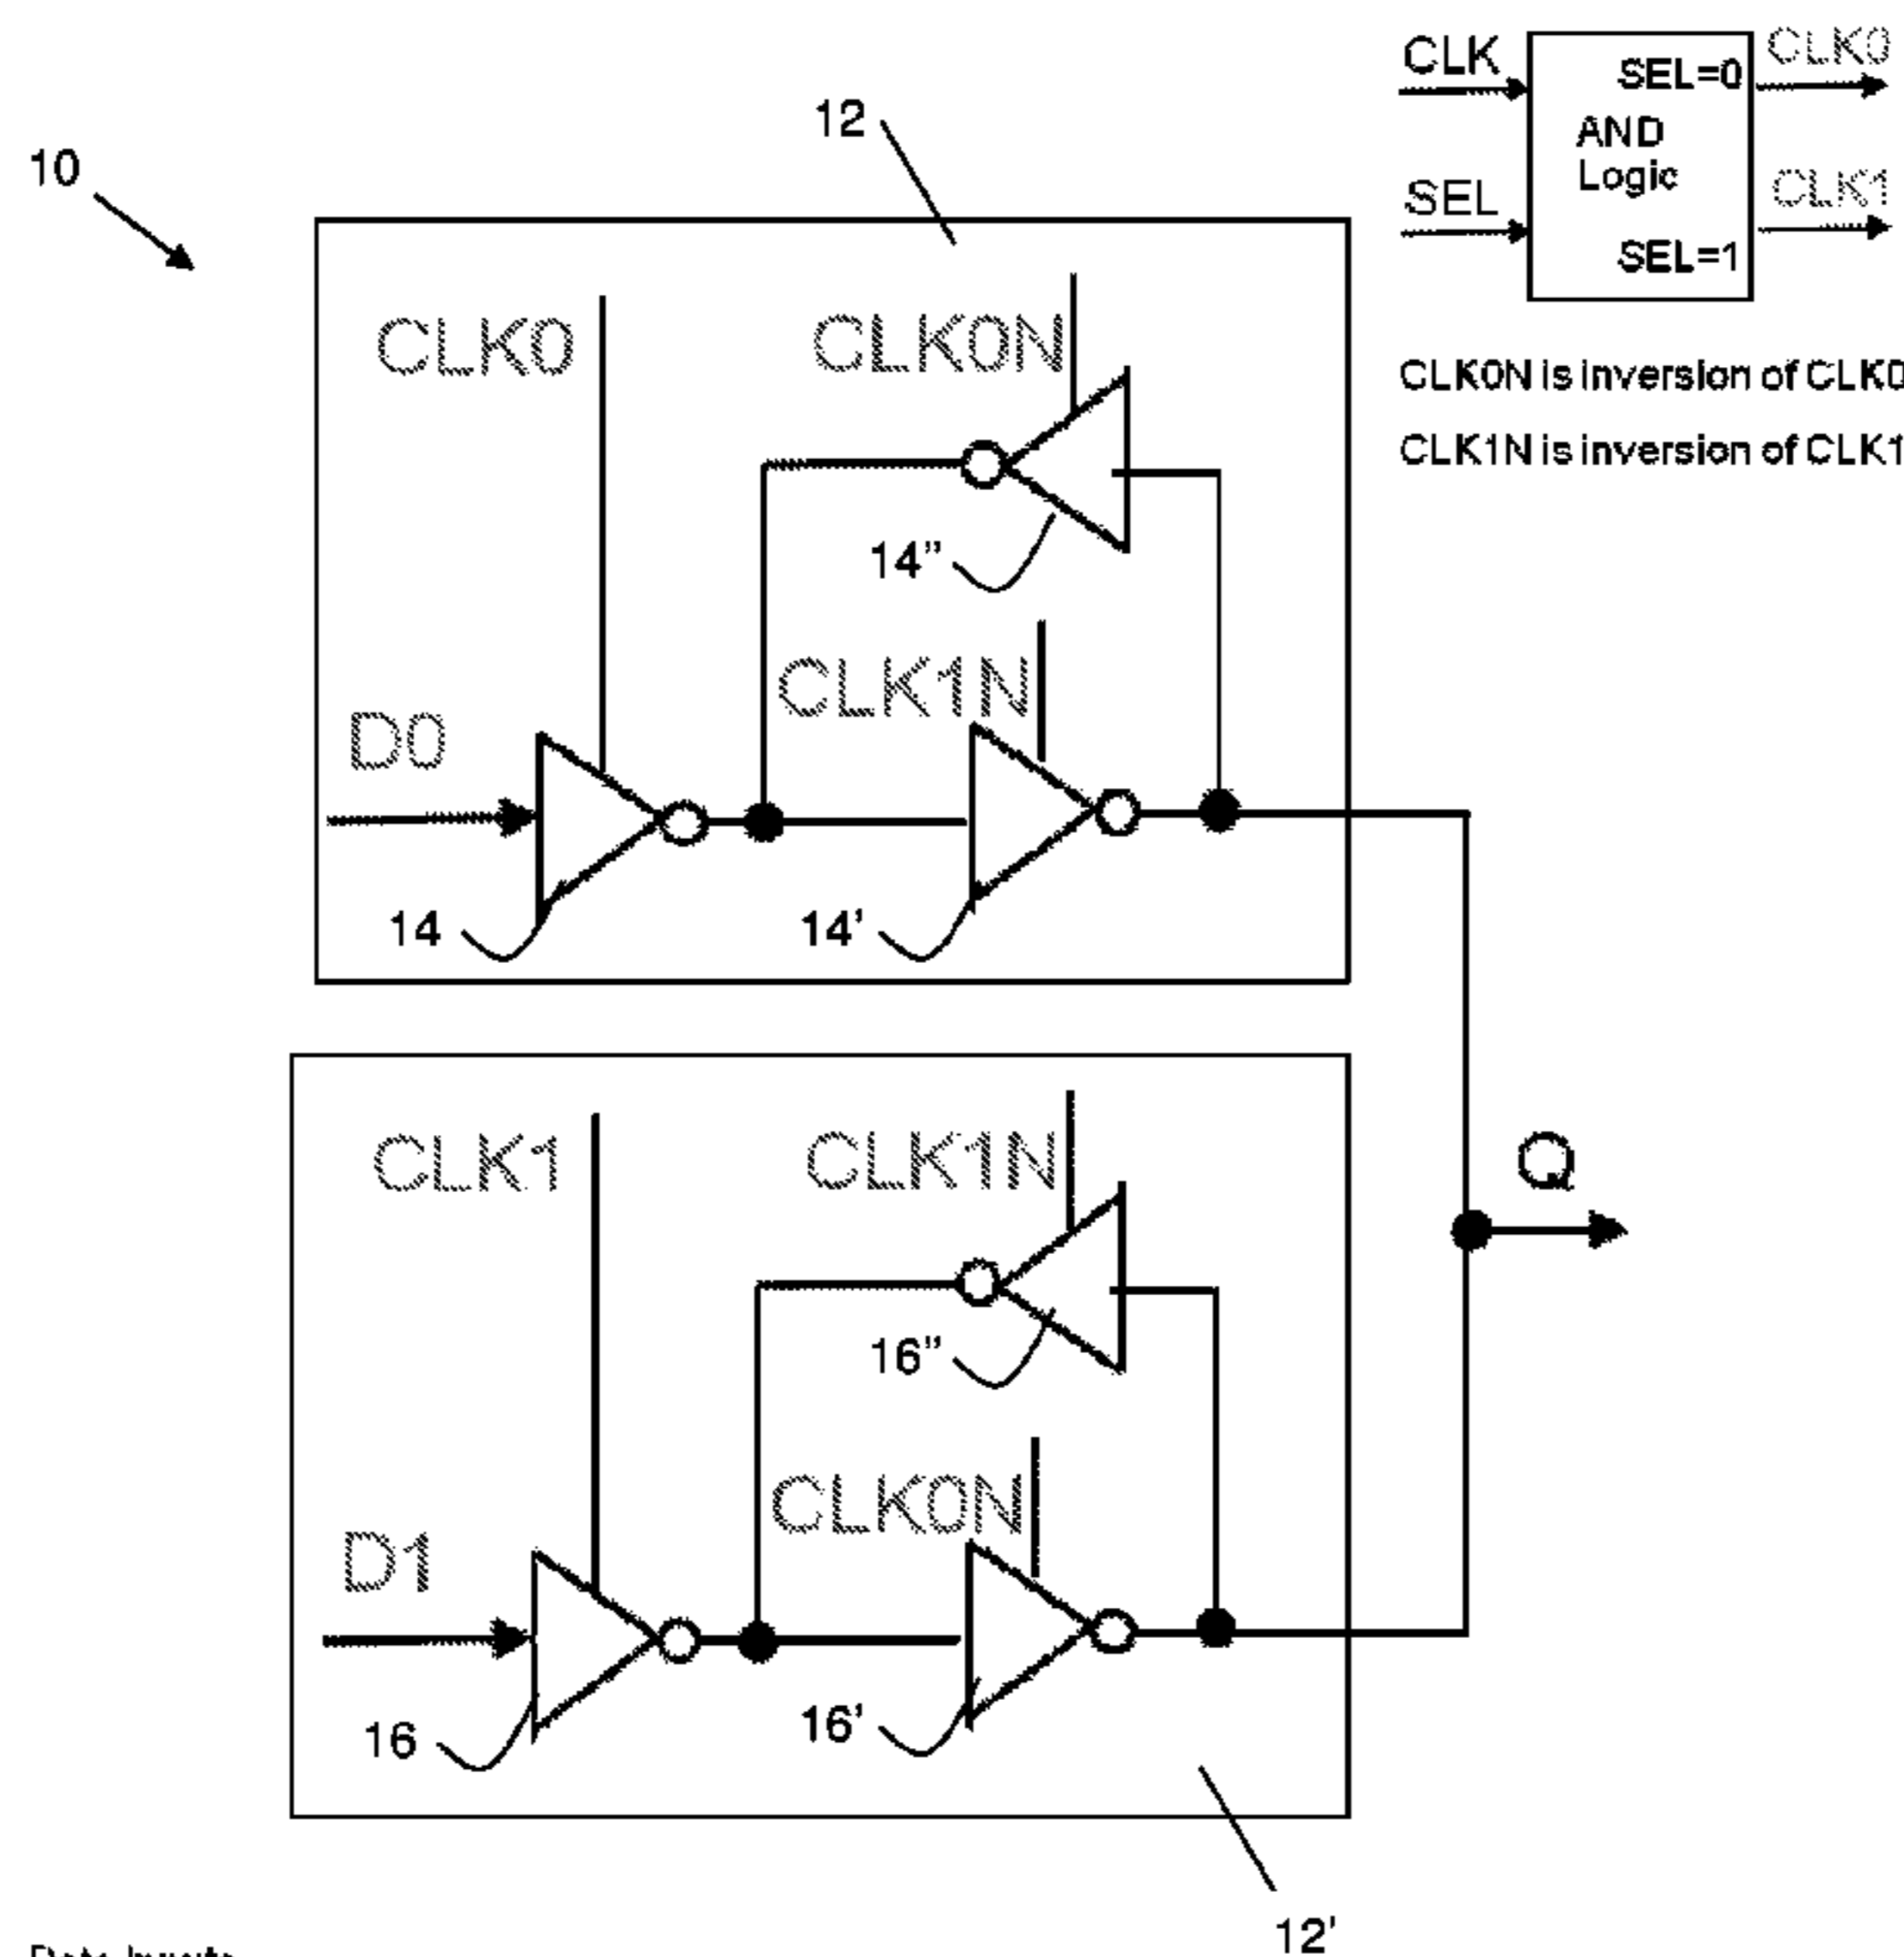 10
12
CLK
SEL=0
CLK0
AND
Logic
SEL
SEL=1
CLK1
CLK0N is inversion of CLK0
CLK1N is inversion of CLK1
CLK0
CLK0N
14”
CLK1N
D0
14
14’
CLK1
CLK1N
16”
CLK0N
D1
16
16’
Q
12'